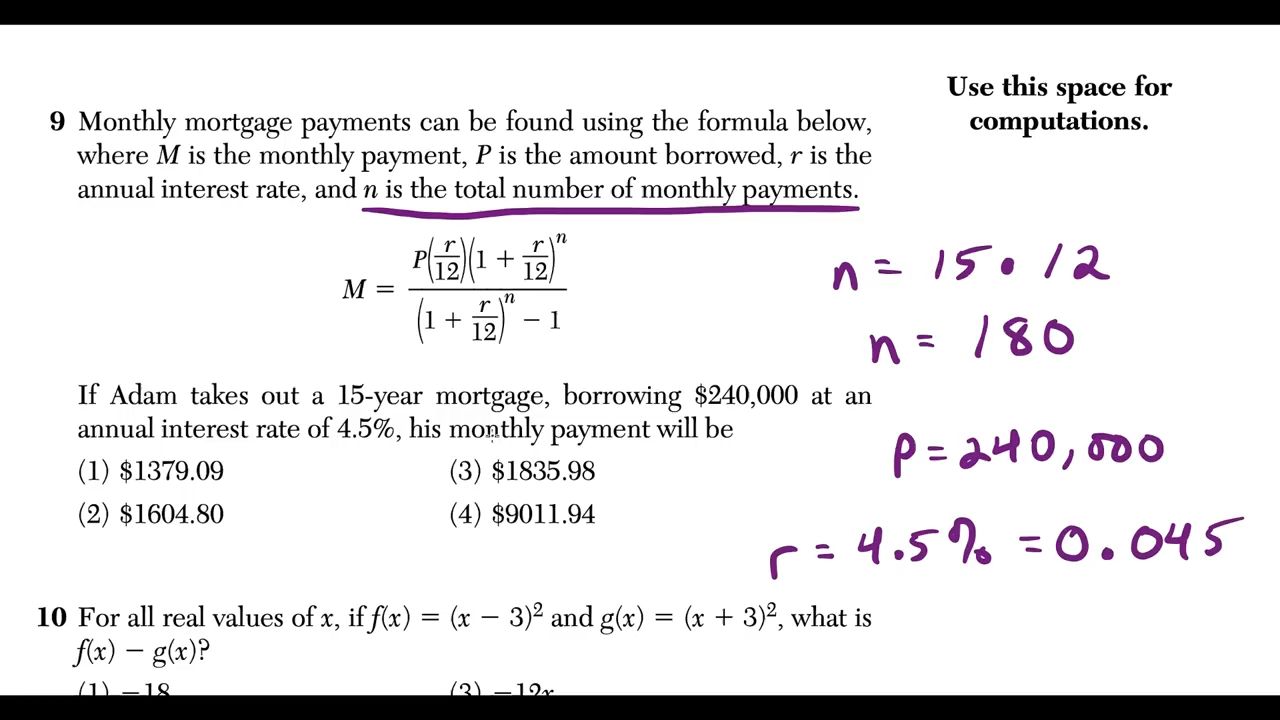 Use this space for
computations.
9 Monthly mortgage payments can be found using the formula below,
where M is the monthly payment, P is the amount borrowed, r is the
annual interest rate, and n is the total number of monthly payments.
M = P(r/12)(1 + r/12)^n / (1 + r/12)^n − 1
n = 15 • 12
n = 180
If Adam takes out a 15-year mortgage, borrowing $240,000 at an
annual interest rate of 4.5%, his monthly payment will be
(1) $1379.09 (3) $1835.98
(2) $1604.80 (4) $9011.94
P = 240,000
r = 4.5% = 0.045
10 For all real values of x, if f(x) = (x − 3)² and g(x) = (x + 3)², what is
f(x) − g(x)?
(1) −18 (3) −12x